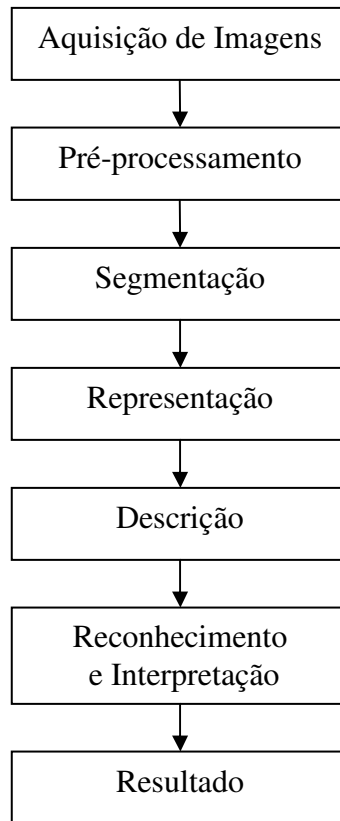 Aquisição de Imagens
Pré-processamento
Segmentação
Representação
Descrição
Reconhecimento
e Interpretação
Resultado